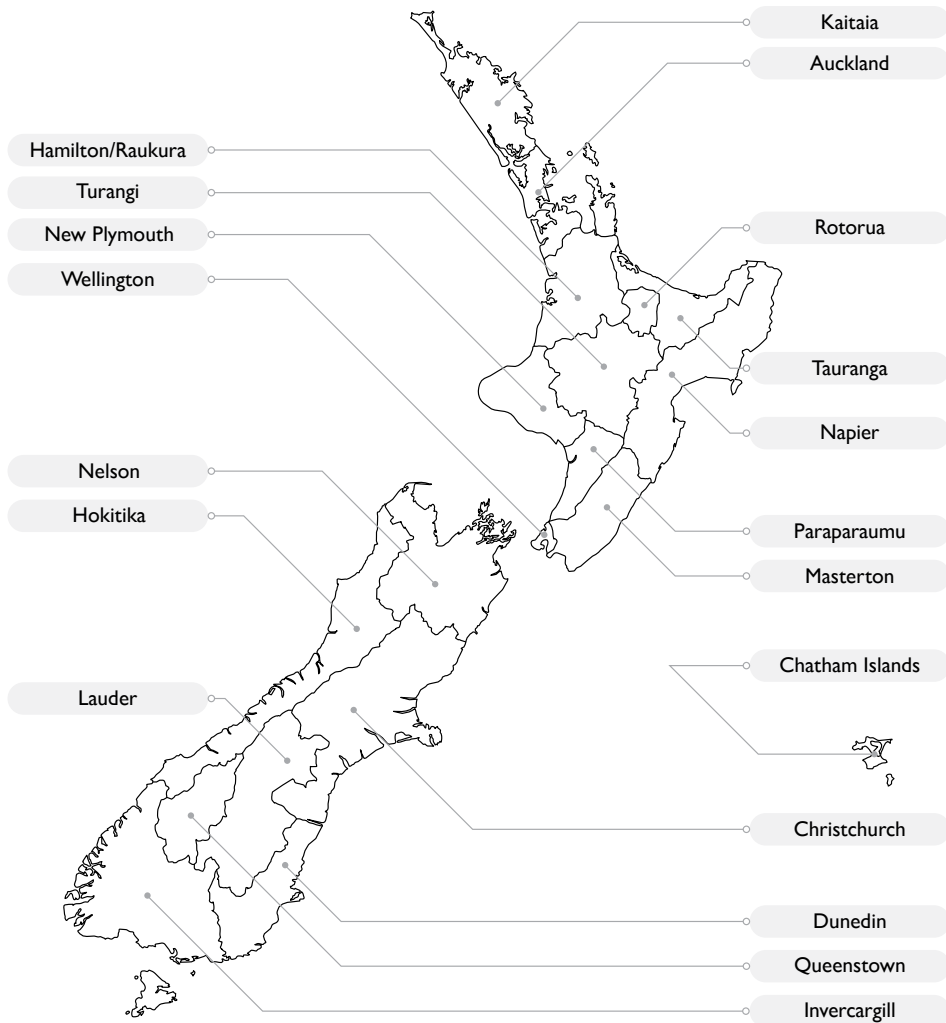 Kaitaia
Auckland
Hamilton/Raukura
Turangi
New Plymouth
Rotorua
Wellington
Tauranga
Napier
Nelson
Hokitika
Paraparaumu
Masterton
Chatham Islands
Lauder
Christchurch
Dunedin
Queenstown
Invercargill